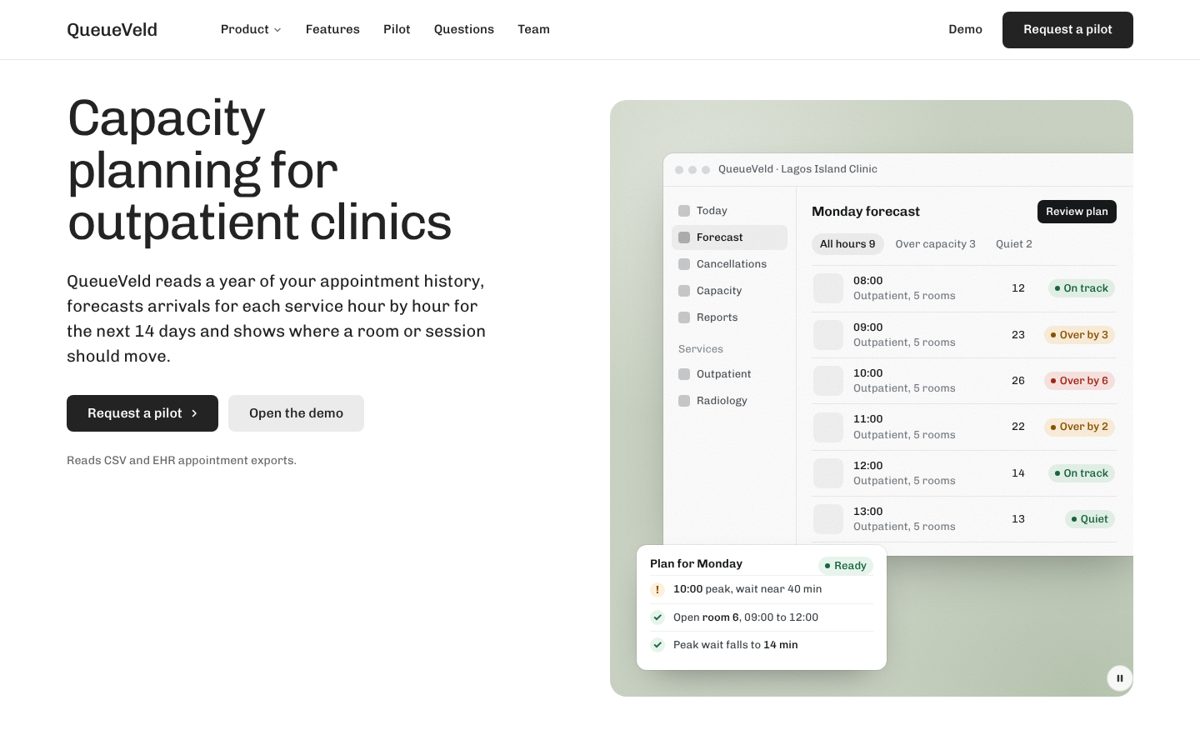 QueueVeld
Product
Features
Pilot
Questions
Team
Demo
Request a pilot
Capacity
planning for
outpatient clinics
QueueVeld reads a year of your appointment history,
forecasts arrivals for each service hour by hour for
the next 14 days and shows where a room or session
should move.
Request a pilot
Open the demo
Reads CSV and EHR appointment exports.
QueueVeld · Lagos Island Clinic
Today
Forecast
Cancellations
Capacity
Reports
Services
Outpatient
Radiology
Monday forecast
Review plan
All hours 9
Over capacity 3
Quiet 2
08:00
Outpatient, 5 rooms
12
On track
09:00
Outpatient, 5 rooms
23
Over by 3
10:00
Outpatient, 5 rooms
26
Over by 6
11:00
Outpatient, 5 rooms
22
Over by 2
12:00
Outpatient, 5 rooms
14
On track
13:00
Outpatient, 5 rooms
13
Quiet
Plan for Monday
Ready
! 10:00 peak, wait near 40 min
Open room 6, 09:00 to 12:00
Peak wait falls to 14 min